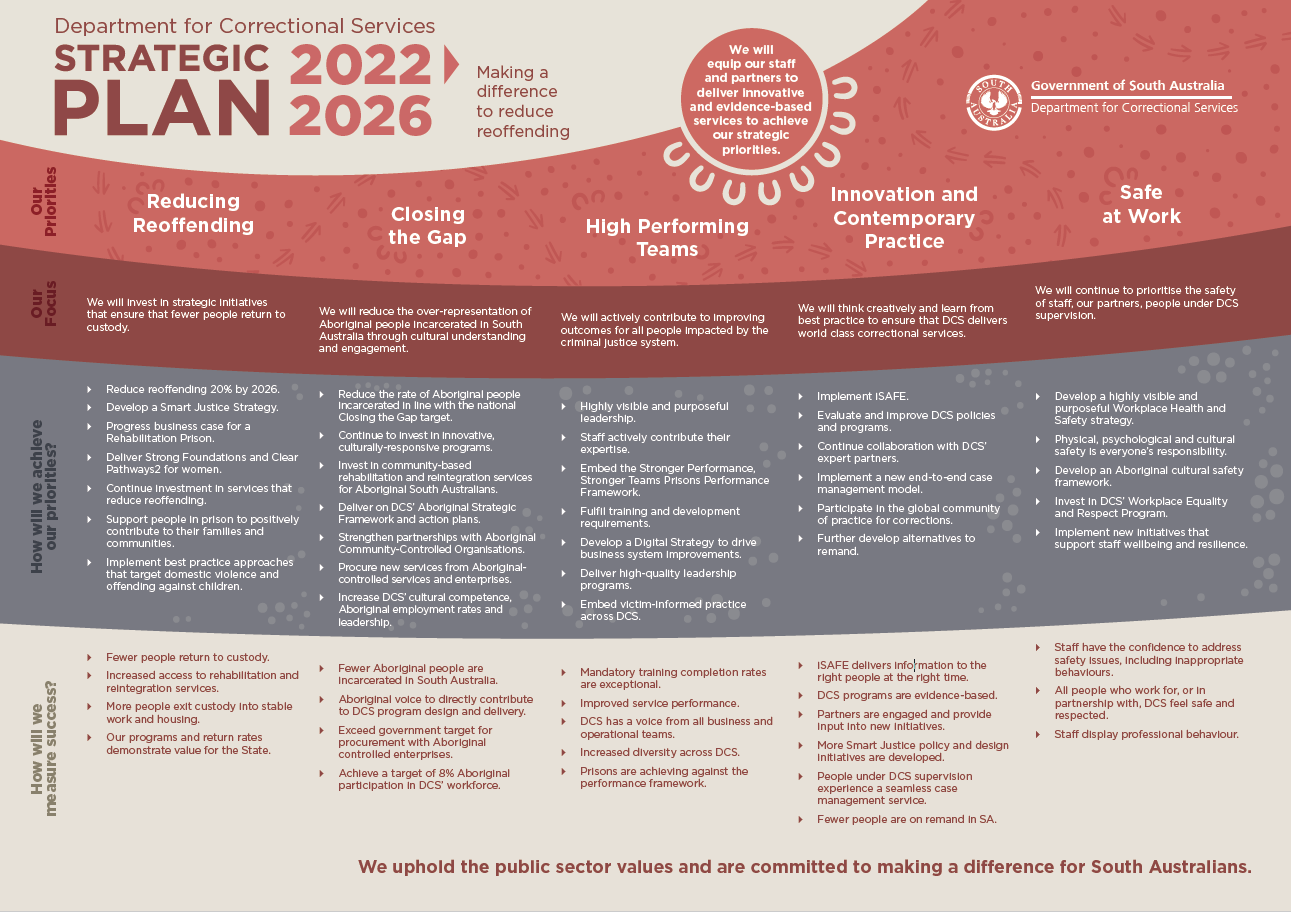 Department for Correctional Services
STRATEGIC
PLAN
2022
2026
Making a
difference
to reduce
reoffending
We will
equip our staff
and partners to
deliver innovative
and evidence-based
services to achieve
our strategic
priorities.
SOUTH AUSTRALIA
Government of South Australia
Department for Correctional Services
Our
Priorities
Reducing
Reoffending
Closing
the Gap
High Performing
Teams
Innovation and
Contemporary
Practice
Safe
at Work
Our
Focus
We will invest in strategic initiatives
that ensure that fewer people return to
custody.
We will reduce the over-representation of
Aboriginal people incarcerated in South
Australia through cultural understanding
and engagement.
We will actively contribute to improving
outcomes for all people impacted by the
criminal justice system.
We will think creatively and learn from
best practice to ensure that DCS delivers
world class correctional services.
We will continue to prioritise the safety
of staff, our partners, people under DCS
supervision.
How will we achieve
our priorities?
Reduce reoffending 20% by 2026.
Develop a Smart Justice Strategy.
Progress business case for a
Rehabilitation Prison.
Deliver Strong Foundations and Clear
Pathways2 for women.
Continue investment in services that
reduce reoffending.
Support people in prison to positively
contribute to their families and
communities.
Implement best practice approaches
that target domestic violence and
offending against children.
Reduce the rate of Aboriginal people
incarcerated in line with the national
Closing the Gap target.
Continue to invest in innovative,
culturally-responsive programs.
Invest in community-based
rehabilitation and reintegration services
for Aboriginal South Australians.
Deliver on DCS' Aboriginal Strategic
Framework and action plans.
Strengthen partnerships with Aboriginal
Community-Controlled Organisations.
Procure new services from Aboriginal-
controlled services and enterprises.
Increase DCS' cultural competence,
Aboriginal employment rates and
leadership.
Highly visible and purposeful
leadership.
Staff actively contribute their
expertise.
Embed the Stronger Performance,
Stronger Teams Prisons Performance
Framework.
Fulfil training and development
requirements.
Develop a Digital Strategy to drive
business system improvements.
Deliver high-quality leadership
programs.
Embed victim-informed practice
across DCS.
Implement iSAFE.
Evaluate and improve DCS policies
and programs.
Continue collaboration with DCS'
expert partners.
Implement a new end-to-end case
management model.
Participate in the global community
of practice for corrections.
Further develop alternatives to
remand.
Develop a highly visible and
purposeful Workplace Health and
Safety strategy.
Physical, psychological and cultural
safety is everyone's responsibility.
Develop an Aboriginal cultural safety
framework.
Invest in DCS' Workplace Equality
and Respect Program.
Implement new initiatives that
support staff wellbeing and resilience.
How will we
measure success?
Fewer people return to custody.
Increased access to rehabilitation and
reintegration services.
More people exit custody into stable
work and housing.
Our programs and return rates
demonstrate value for the State.
Fewer Aboriginal people are
incarcerated in South Australia.
Aboriginal voice to directly contribute
to DCS program design and delivery.
Exceed government target for
procurement with Aboriginal
controlled enterprises.
Achieve a target of 8% Aboriginal
participation in DCS' workforce.
Mandatory training completion rates
are exceptional.
Improved service performance.
DCS has a voice from all business and
operational teams.
Increased diversity across DCS.
Prisons are achieving against the
performance framework.
iSAFE delivers information to the
right people at the right time.
DCS programs are evidence-based.
Partners are engaged and provide
input into new initiatives.
More Smart Justice policy and design
initiatives are developed.
People under DCS supervision
experience a seamless case
management service.
Fewer people are on remand in SA.
Staff have the confidence to address
safety issues, including inappropriate
behaviours.
All people who work for, or in
partnership with, DCS feel safe and
respected.
Staff display professional behaviour.
We uphold the public sector values and are committed to making a difference for South Australians.